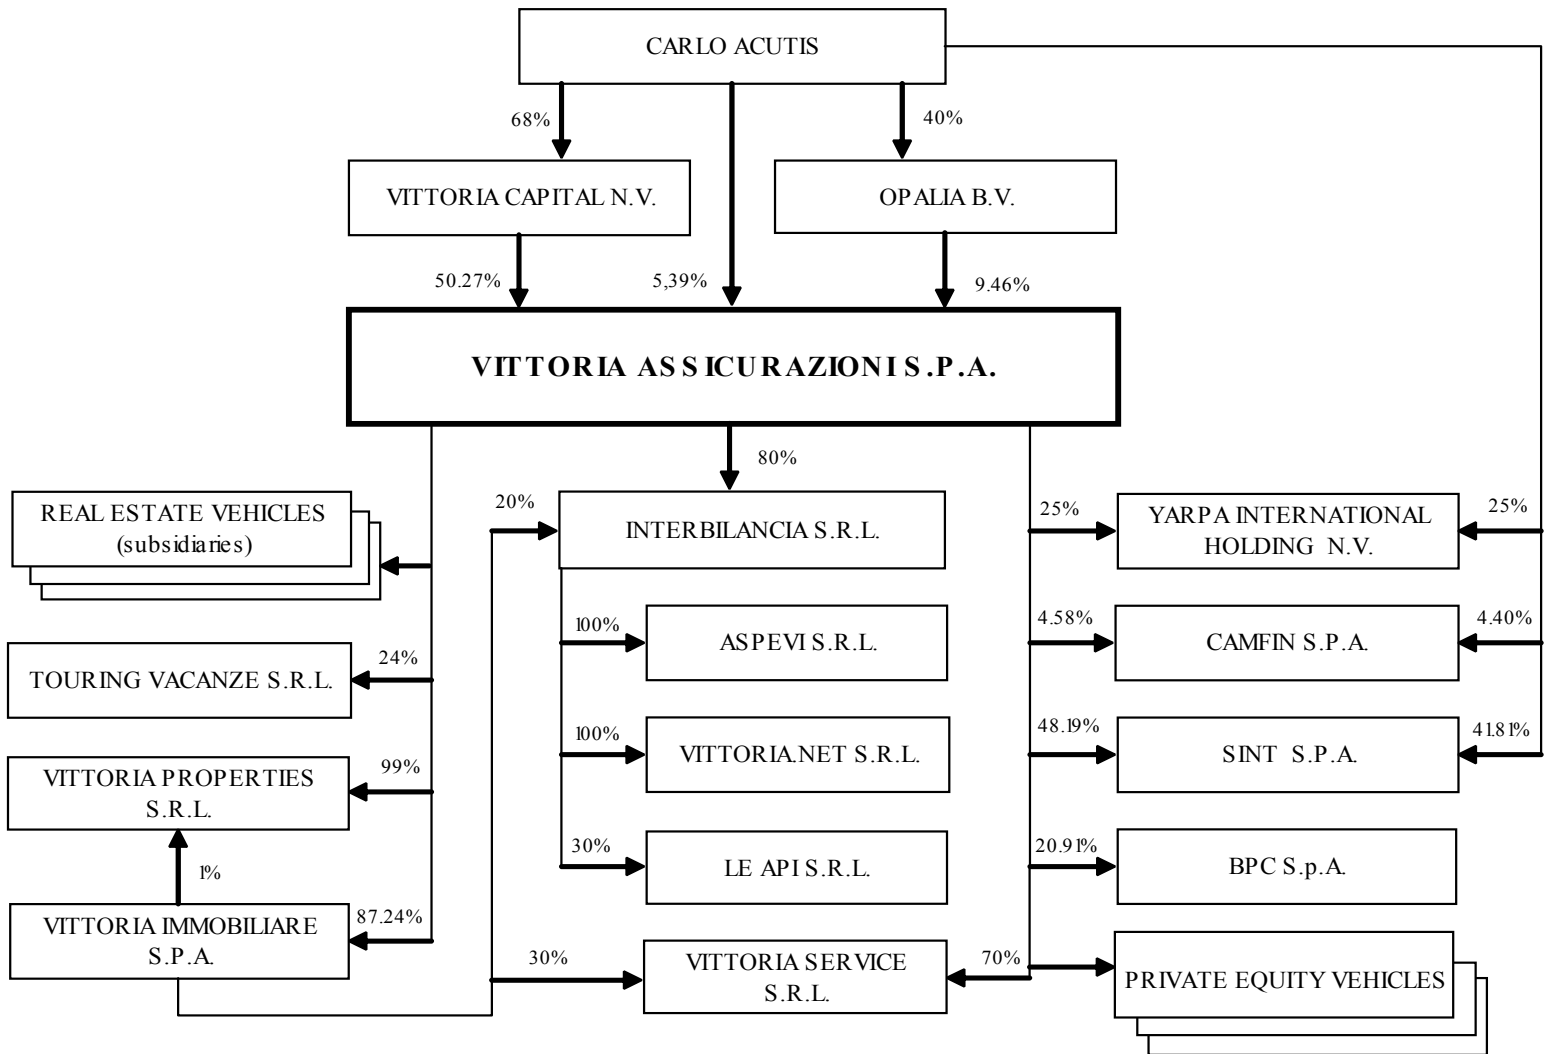 CARLO ACUTIS
68%
40%
VITTORIA CAPITAL N.V.
OPALIA B.V.
50.27%
5,39%
9.46%
VITTORIA ASSICURAZIONI S.P.A.
80%
REAL ESTATE VEHICLES
(subsidiaries)
20%
INTERBILANCIA S.R.L.
25%
YARPA INTERNATIONAL
HOLDING N.V.
25%
100%
ASPEVI S.R.L.
4.58%
CAMFIN S.P.A.
4.40%
TOURING VACANZE S.R.L.
24%
100%
VITTORIA.NET S.R.L.
48.19%
SINT S.P.A.
41.81%
VITTORIA PROPERTIES
S.R.L.
99%
1%
30%
LE API S.R.L.
20.91%
BPC S.p.A.
VITTORIA IMMOBILIARE
S.P.A.
87.24%
30%
VITTORIA SERVICE
S.R.L.
70%
PRIVATE EQUITY VEHICLES